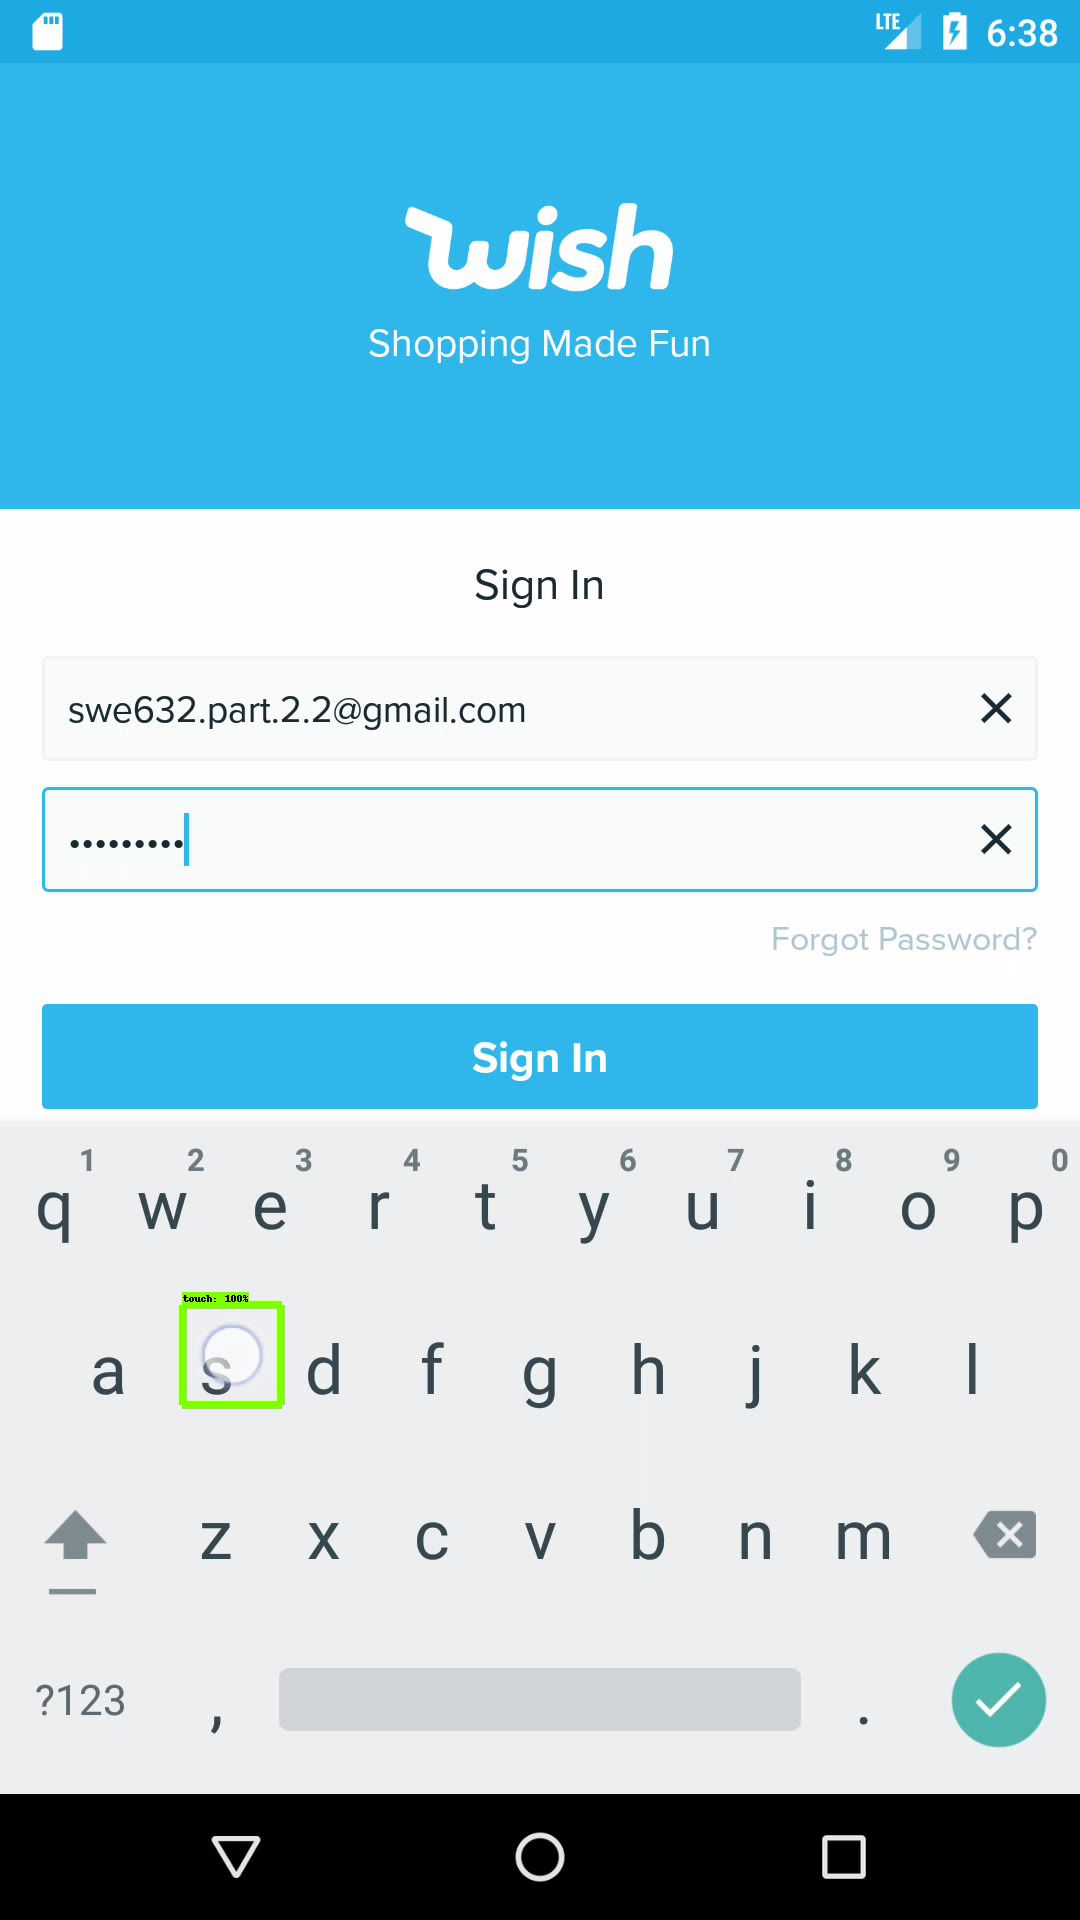 LTE 6:38
wish
Shopping Made Fun
Sign In
swe632.part.2.2@gmail.com
•••••••••
Forgot Password?
Sign In
1 2 3 4 5 6 7 8 9 0
q w e r t y u i o p
touch: 100%
a s d f g h j k l
z x c v b n m
?123 , .